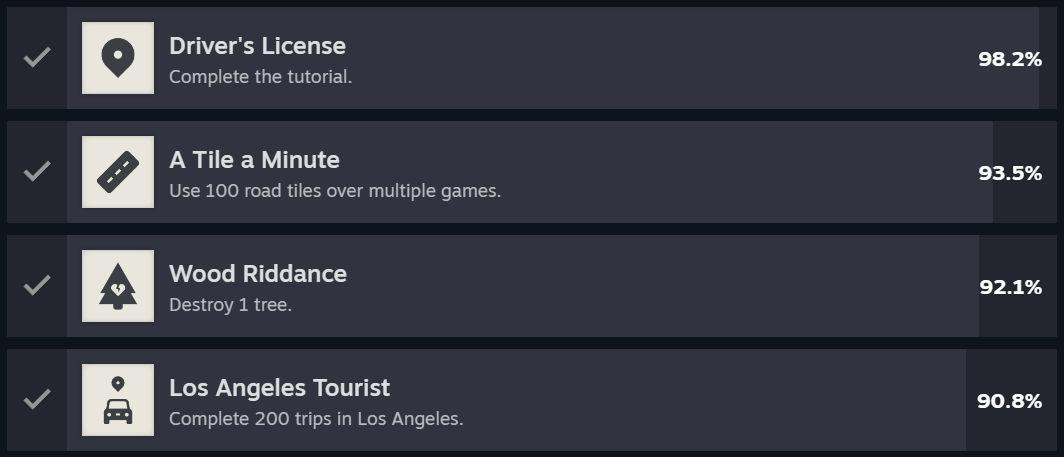 Driver's License
Complete the tutorial.
98.2%
A Tile a Minute
Use 100 road tiles over multiple games.
93.5%
Wood Riddance
Destroy 1 tree.
92.1%
Los Angeles Tourist
Complete 200 trips in Los Angeles.
90.8%